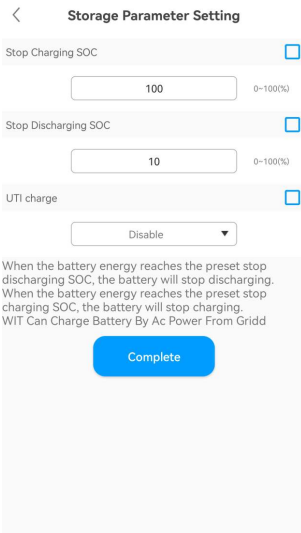 Storage Parameter Setting
Stop Charging SOC
100 0~100(%)
Stop Discharging SOC
10 0~100(%)
UTI charge
Disable
When the battery energy reaches the preset stop
discharging SOC, the battery will stop discharging.
When the battery energy reaches the preset stop
charging SOC, the battery will stop charging.
WIT Can Charge Battery By Ac Power From Gridd
Complete